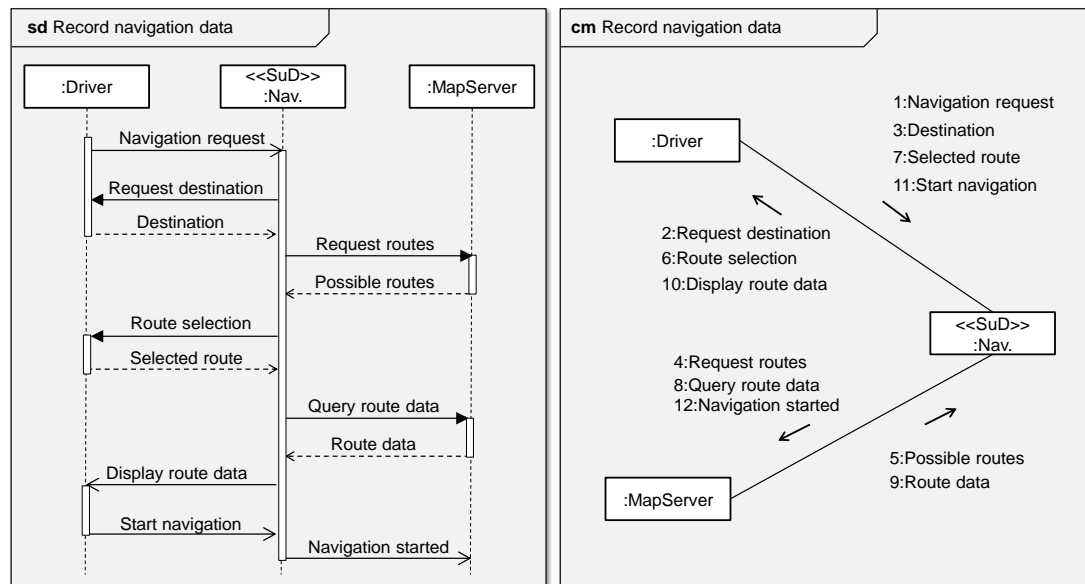 sd Record navigation data
:Driver
<<SuD>>
:Nav.
:MapServer
Navigation request
Request destination
Destination
Request routes
Possible routes
Route selection
Selected route
Query route data
Route data
Display route data
Start navigation
Navigation started
cm Record navigation data
1:Navigation request
3:Destination
7:Selected route
11:Start navigation
:Driver
2:Request destination
6:Route selection
10:Display route data
<<SuD>>
:Nav.
4:Request routes
8:Query route data
12:Navigation started
5:Possible routes
9:Route data
:MapServer